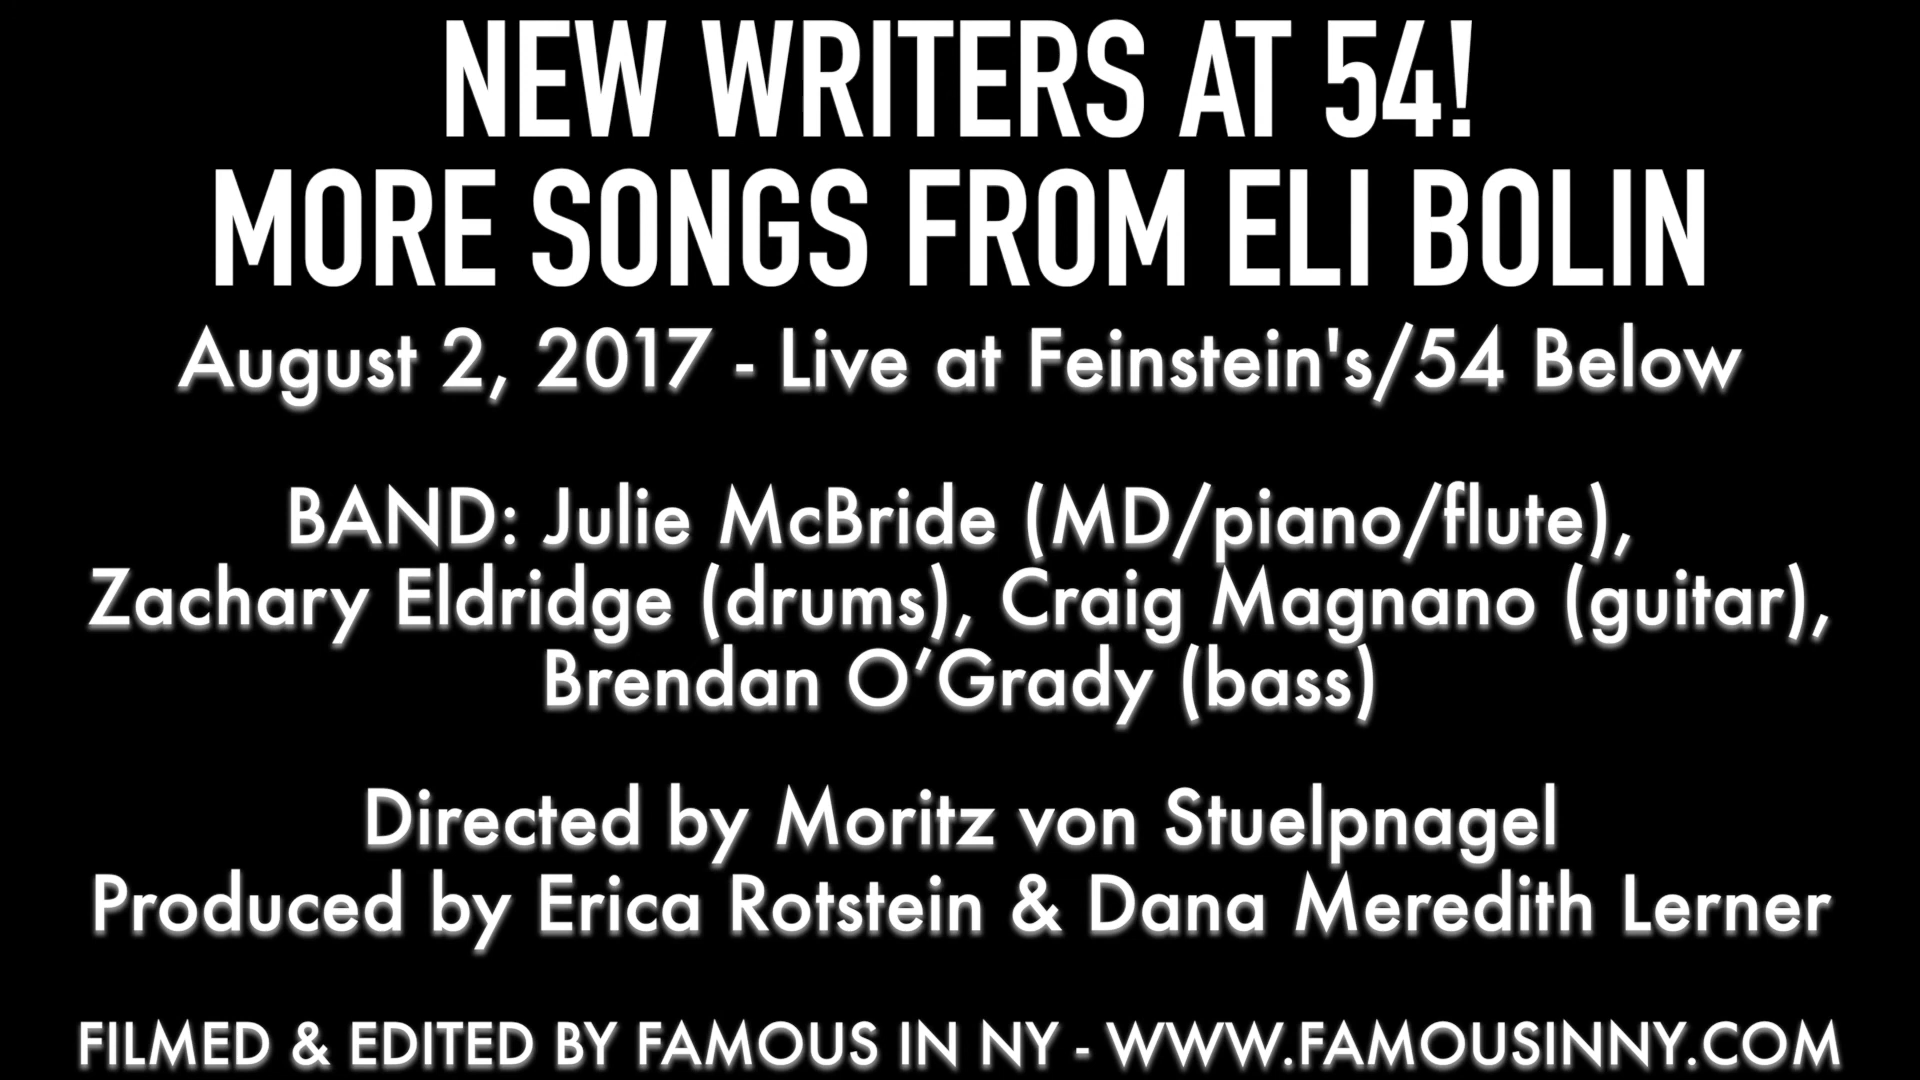 NEW WRITERS AT 54!
MORE SONGS FROM ELI BOLIN
August 2, 2017 - Live at Feinstein's/54 Below
BAND: Julie McBride (MD/piano/flute),
Zachary Eldridge (drums), Craig Magnano (guitar),
Brendan O’Grady (bass)
Directed by Moritz von Stuelpnagel
Produced by Erica Rotstein & Dana Meredith Lerner
FILMED & EDITED BY FAMOUS IN NY - WWW.FAMOUSINNY.COM